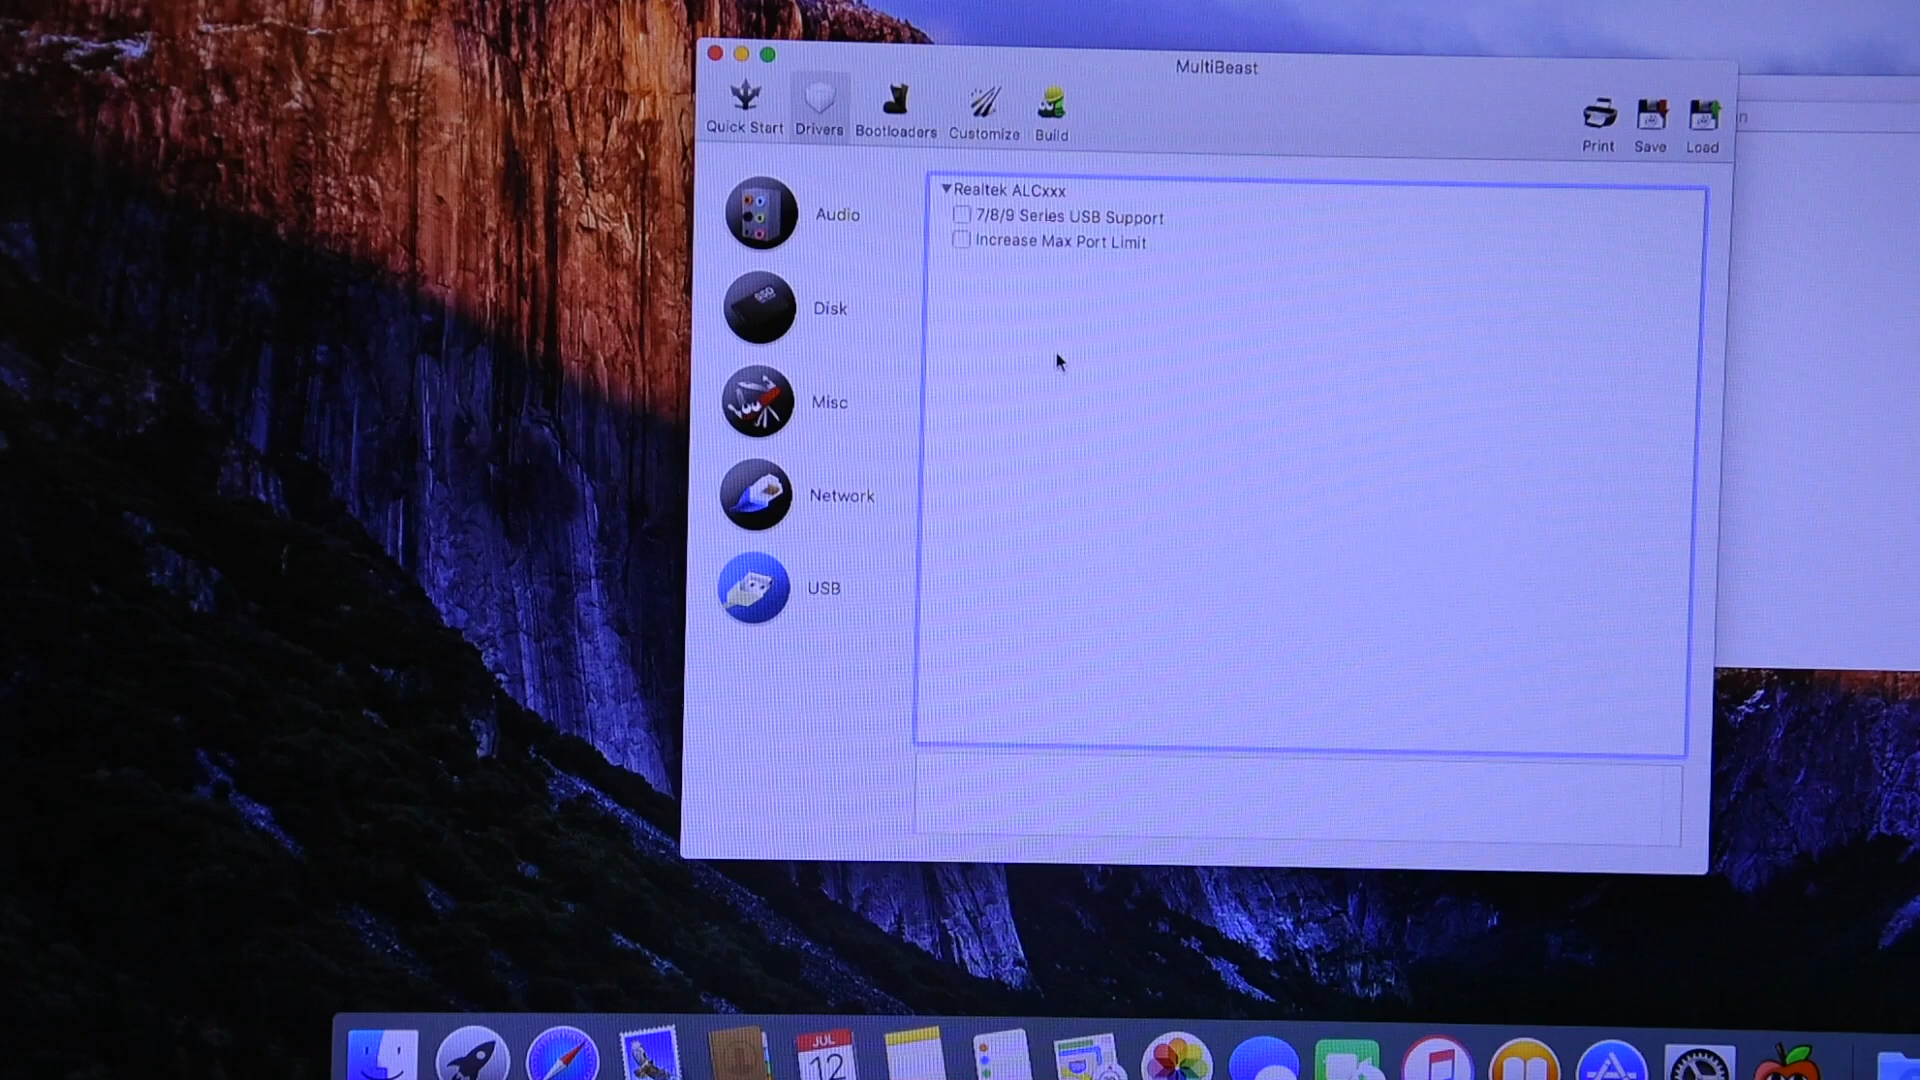 MultiBeast
Quick Start
Drivers
Bootloaders
Customize
Build
Print
Save
Load
Audio
Disk
Misc
Network
USB
Realtek ALCxxx
7/8/9 Series USB Support
Increase Max Port Limit
SSD
JUL
12